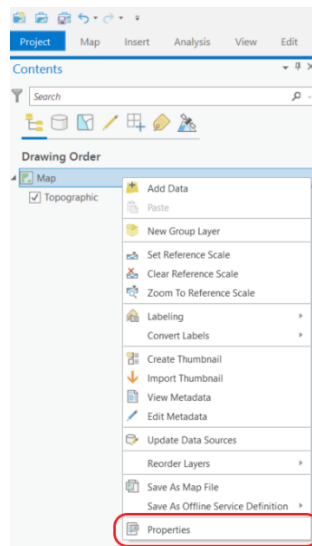 Project Map Insert Analysis View Edit
Contents
Search
Drawing Order
Map
Topographic
Add Data
Paste
New Group Layer
Set Reference Scale
Clear Reference Scale
Zoom To Reference Scale
Labeling
Convert Labels
Create Thumbnail
Import Thumbnail
View Metadata
Edit Metadata
Update Data Sources
Reorder Layers
Save As Map File
Save As Offline Service Definition
Properties